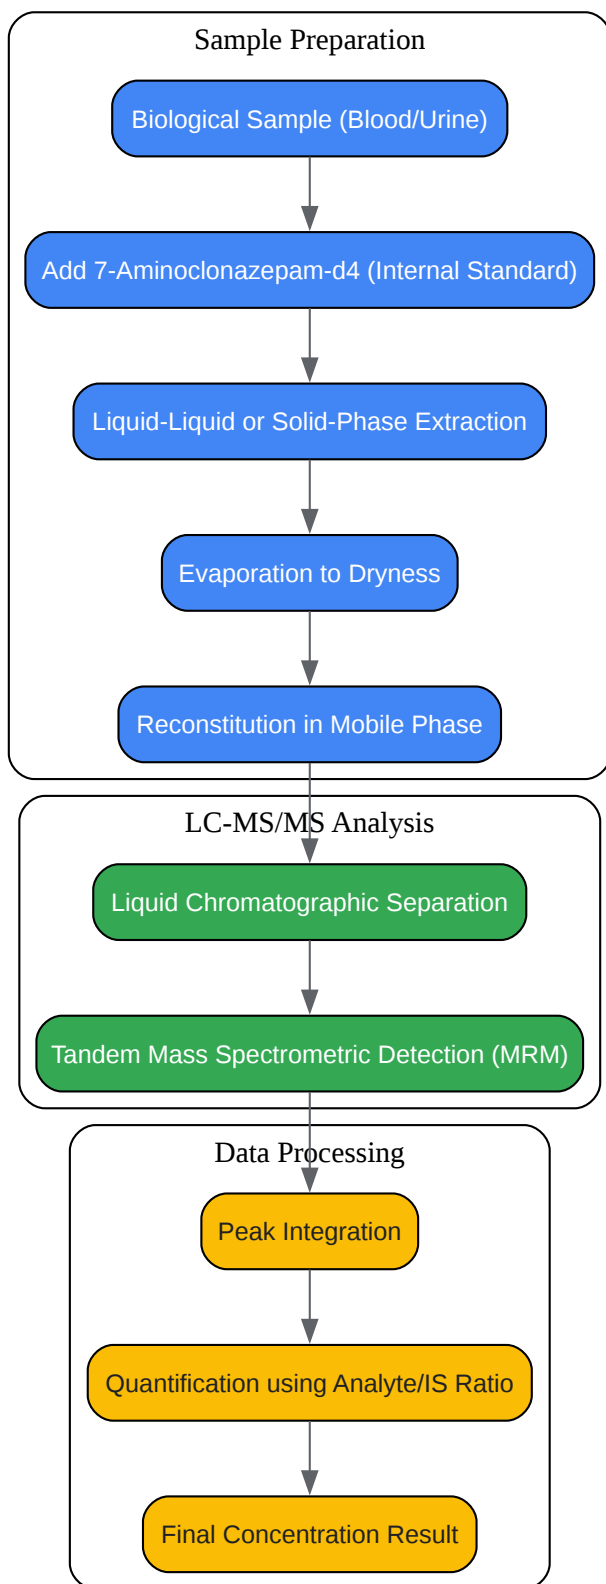 Sample Preparation
Biological Sample (Blood/Urine)
Add 7-Aminoclonazepam-d4 (Internal Standard)
Liquid-Liquid or Solid-Phase Extraction
Evaporation to Dryness
Reconstitution in Mobile Phase
LC-MS/MS Analysis
Liquid Chromatographic Separation
Tandem Mass Spectrometric Detection (MRM)
Data Processing
Peak Integration
Quantification using Analyte/IS Ratio
Final Concentration Result